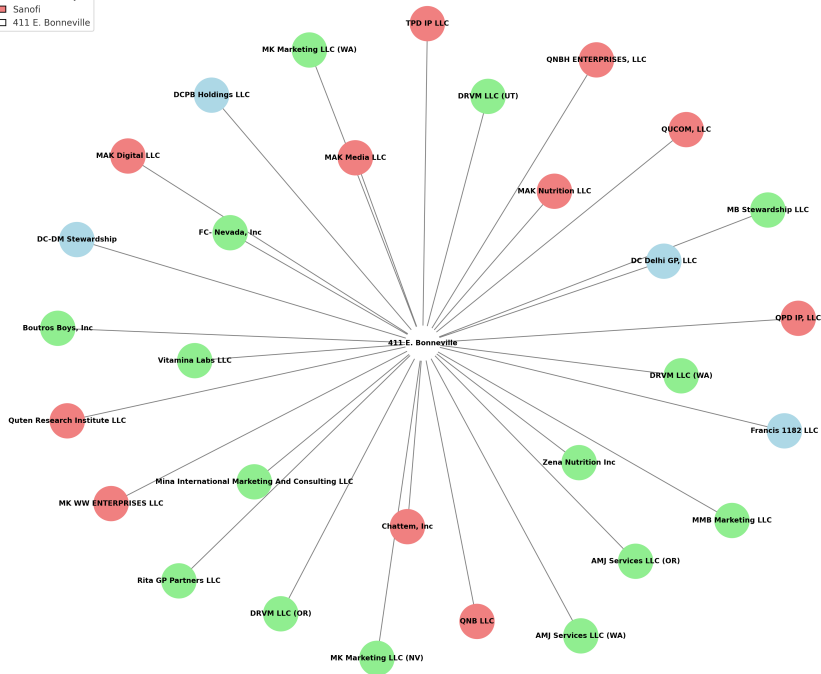 Sanofi
411 E. Bonneville
TPD IP LLC
MK Marketing LLC (WA)
QNBH ENTERPRISES, LLC
DCPB Holdings LLC
DRVM LLC (UT)
QUCOM, LLC
MAK Digital LLC
MAK Media LLC
MAK Nutrition LLC
MB Stewardship LLC
FC- Nevada, Inc
DC-DM Stewardship
DC Delhi GP, LLC
QPD IP, LLC
Boutros Boys, Inc
411 E. Bonneville
Vitamina Labs LLC
DRVM LLC (WA)
Quten Research Institute LLC
Francis 1182 LLC
Zena Nutrition Inc
Mina International Marketing And Consulting LLC
MK WW ENTERPRISES LLC
MMB Marketing LLC
Chattem, Inc
AMJ Services LLC (OR)
Rita GP Partners LLC
DRVM LLC (OR)
QNB LLC
AMJ Services LLC (WA)
MK Marketing LLC (NV)